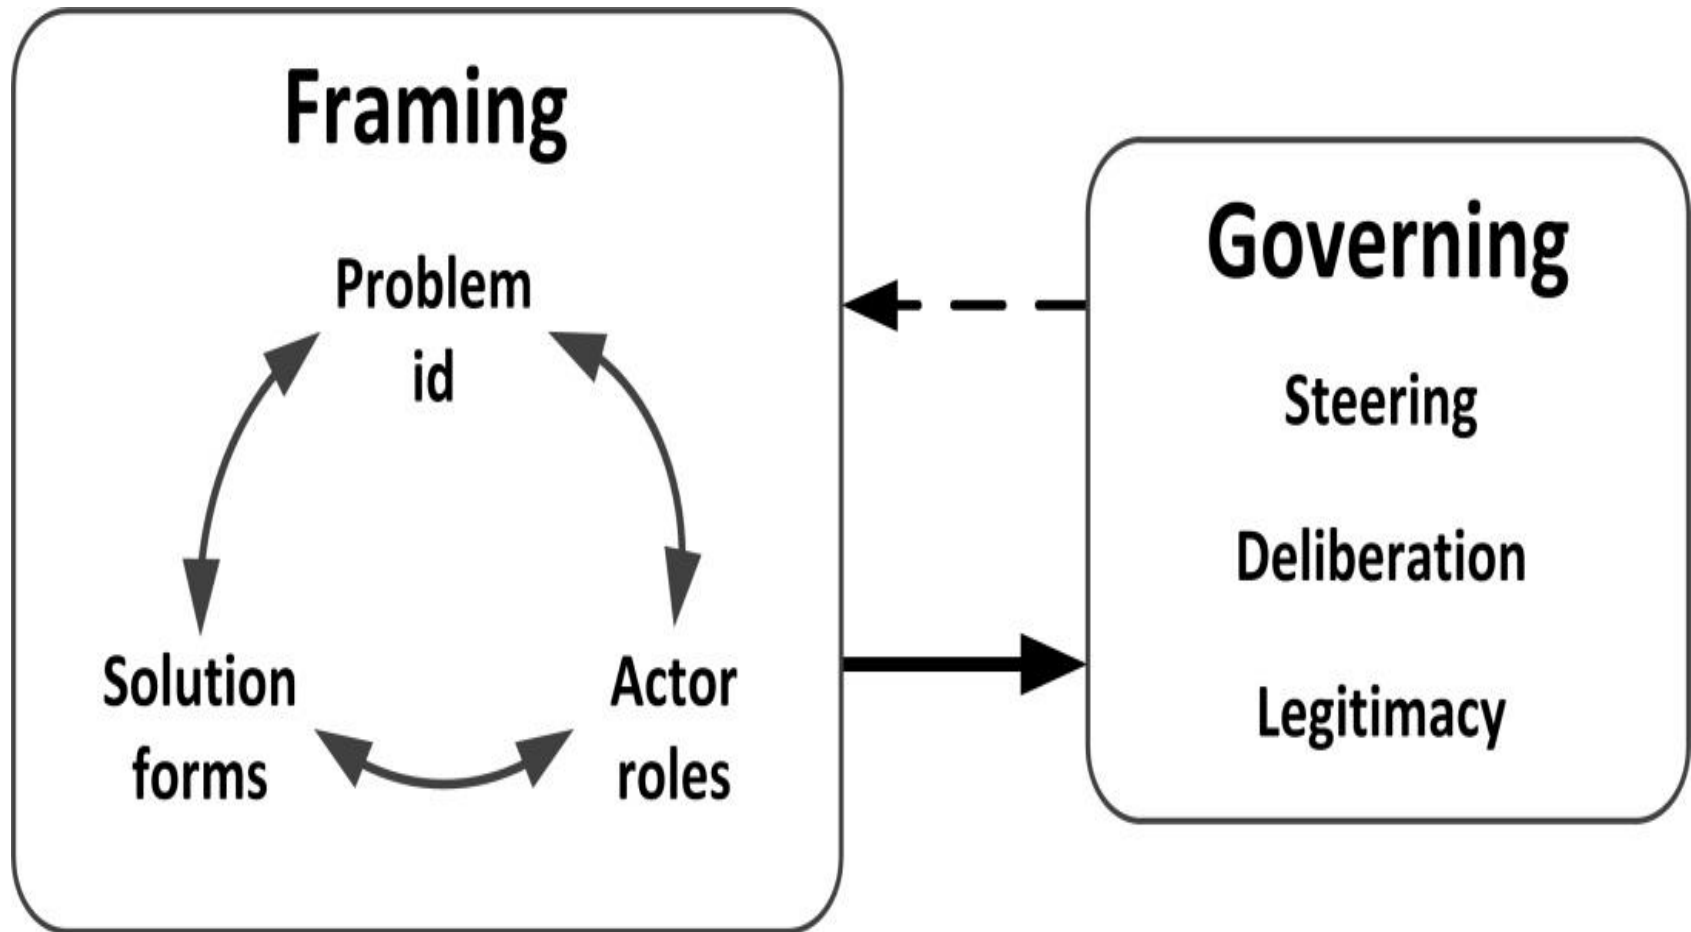 Framing
Problem
id
Solution
forms
Actor
roles
Governing
Steering
Deliberation
Legitimacy